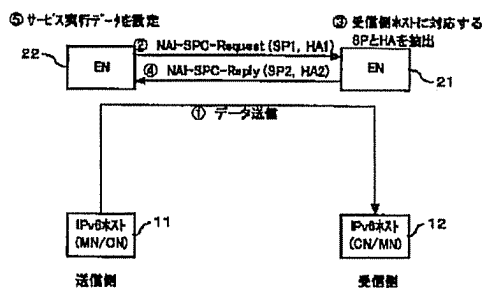 ⑤ サービス実行データを設定
③ 受信側ホストに対応する
SPとHAを抽出
22
② NAI-SPC-Request (SP1, HA1)
EN
④ NAI-SPC-Reply (SP2, HA2)
EN
21
① データ送信
IPv6ホスト
(MN/CN)
11
IPv6ホスト
(CN/MN)
12
送信側
受信側